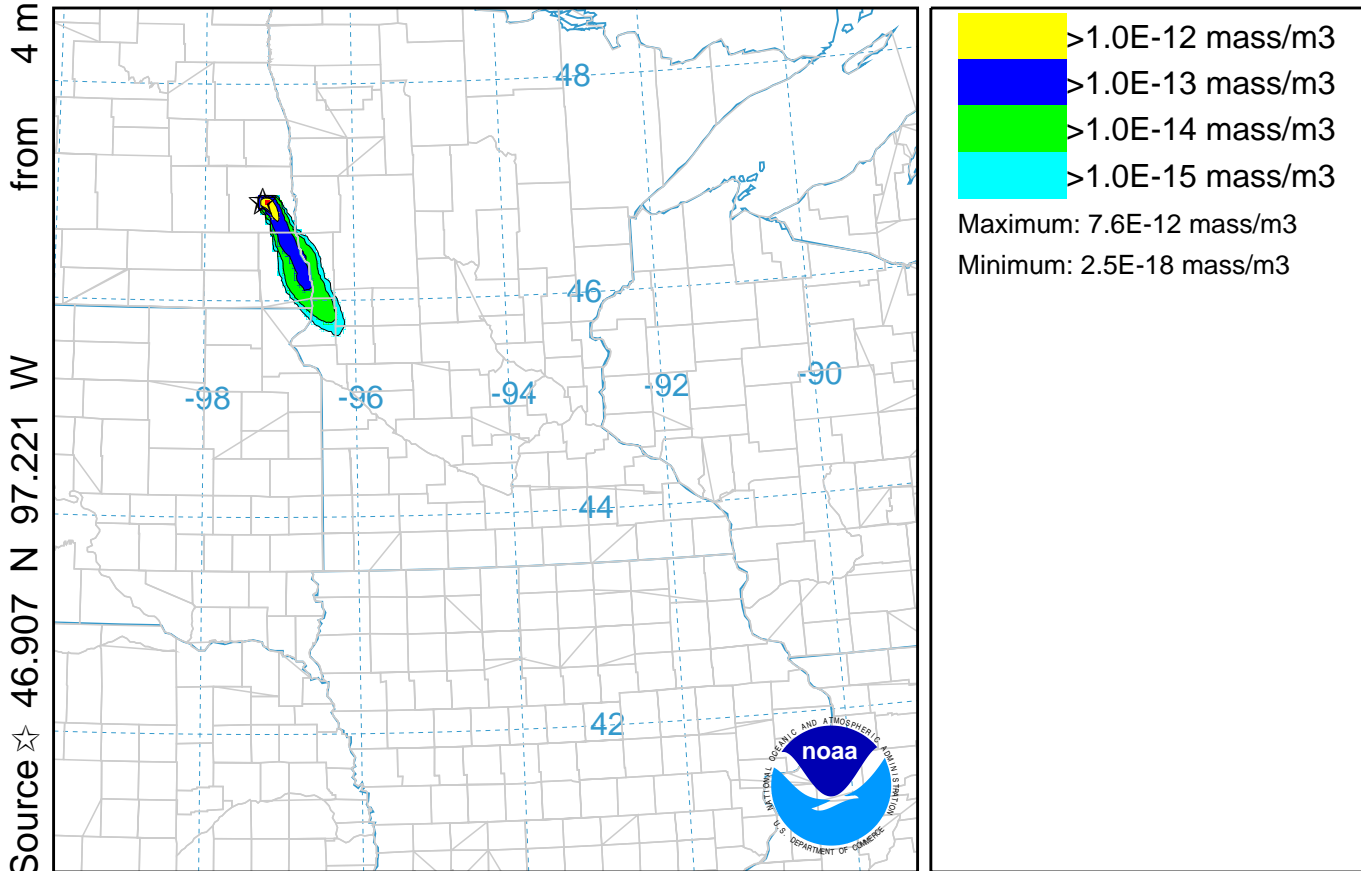 Source ☆ 46.907 N 97.221 W from 4 m
48
46
-98
-96
-94
-92
-90
44
42
NATIONAL OCEANIC AND ATMOSPHERIC ADMINISTRATION
noaa
U.S. DEPARTMENT OF COMMERCE
>1.0E-12 mass/m3
>1.0E-13 mass/m3
>1.0E-14 mass/m3
>1.0E-15 mass/m3
Maximum: 7.6E-12 mass/m3
Minimum: 2.5E-18 mass/m3